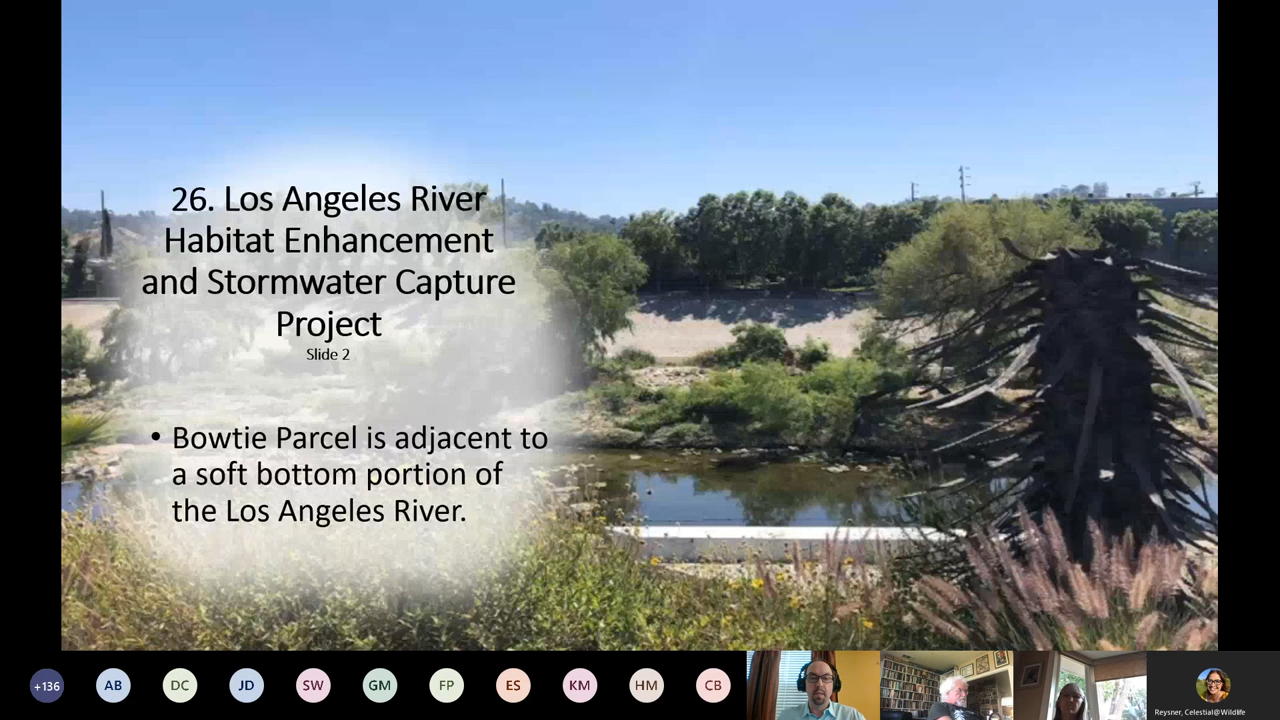 26. Los Angeles River
Habitat Enhancement
and Stormwater Capture
Project
Slide 2
• Bowtie Parcel is adjacent to
a soft bottom portion of
the Los Angeles River.
+136
AB
DC
JD
SW
GM
FP
ES
KM
HM
CB
Reysner, Celestial@Wildlife